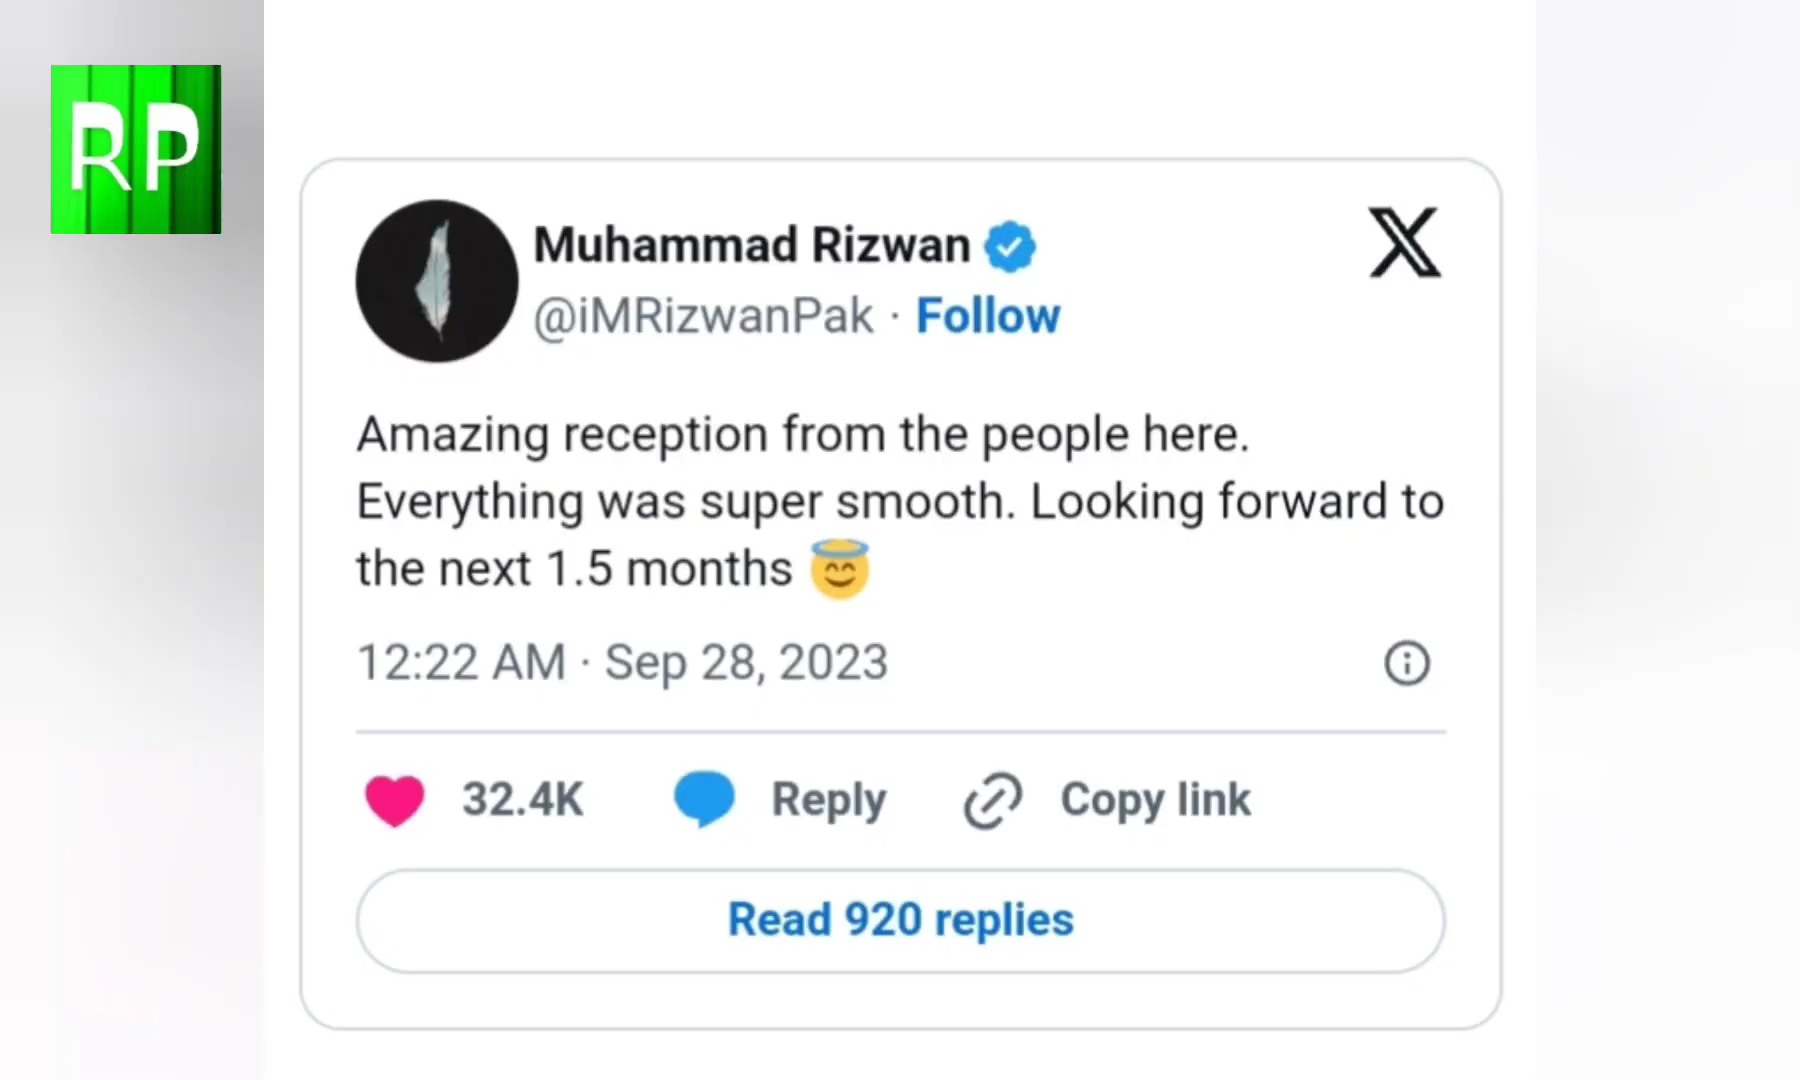 RP
Muhammad Rizwan
@iMRizwanPak · Follow
Amazing reception from the people here.
Everything was super smooth. Looking forward to
the next 1.5 months 😇
12:22 AM · Sep 28, 2023
32.4K Reply Copy link
Read 920 replies